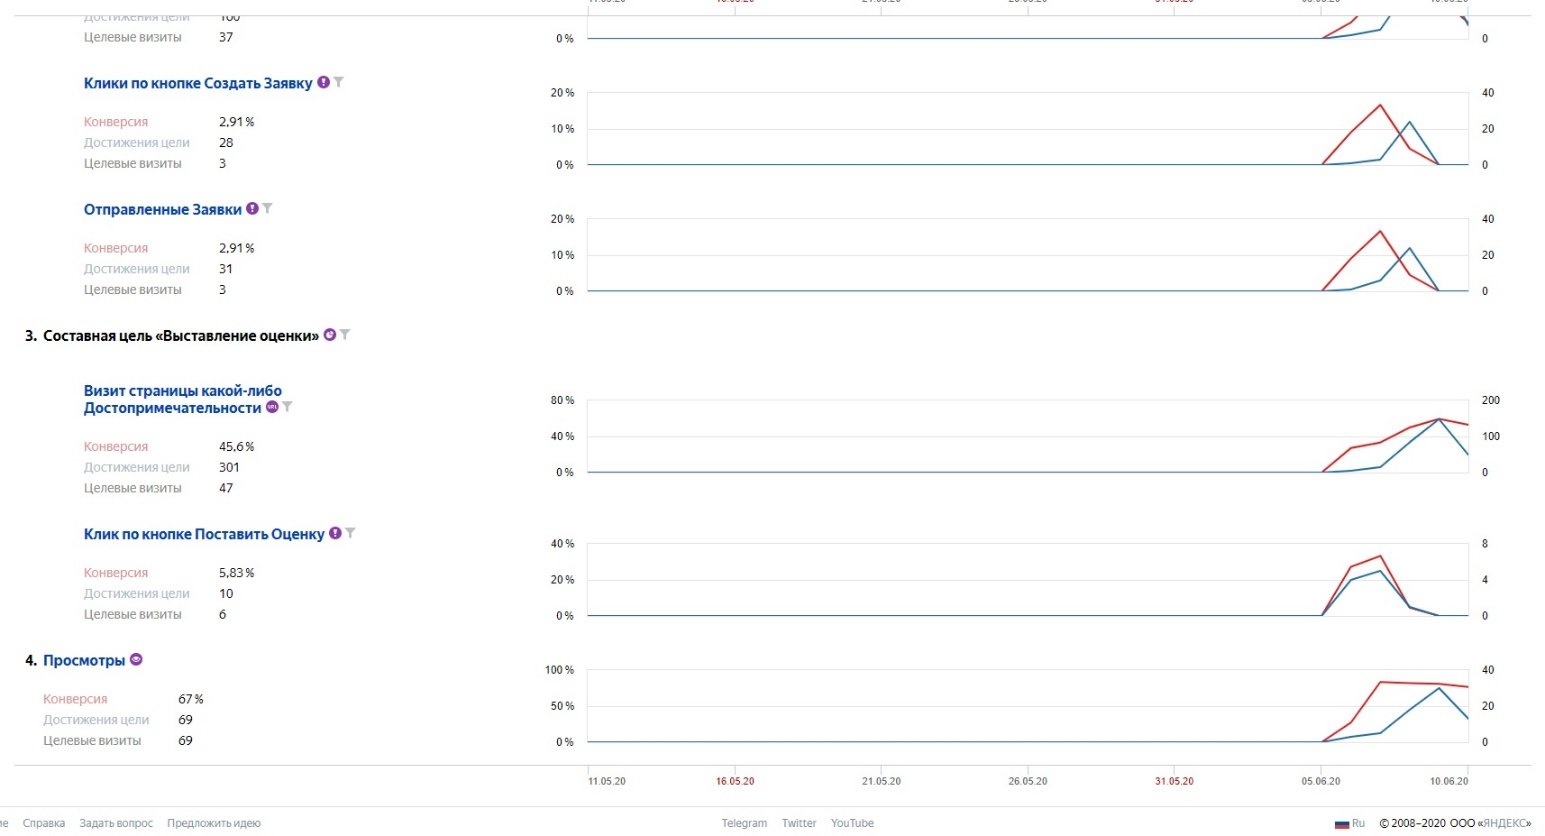 Достижения цели 100
Целевые визиты 37
0 % 0
Клики по кнопке Создать Заявку
Конверсия 2,91 %
Достижения цели 28
Целевые визиты 3
20 % 40
10 % 20
0 % 0
Отправленные Заявки
Конверсия 2,91 %
Достижения цели 31
Целевые визиты 3
20 % 40
10 % 20
0 % 0
3. Составная цель «Выставление оценки»
Визит страницы какой-либо
Достопримечательности
Конверсия 45,6 %
Достижения цели 301
Целевые визиты 47
80 % 200
40 % 100
0 % 0
Клик по кнопке Поставить Оценку
Конверсия 5,83 %
Достижения цели 10
Целевые визиты 6
40 % 8
20 % 4
0 % 0
4. Просмотры
Конверсия 67 %
Достижения цели 69
Целевые визиты 69
100 % 40
50 % 20
0 % 0
11.05.20 16.05.20 21.05.20 26.05.20 31.05.20 05.06.20 10.06.20
Справка Задать вопрос Предложить идею Telegram Twitter YouTube Ru © 2008–2020 ООО «ЯНДЕКС»